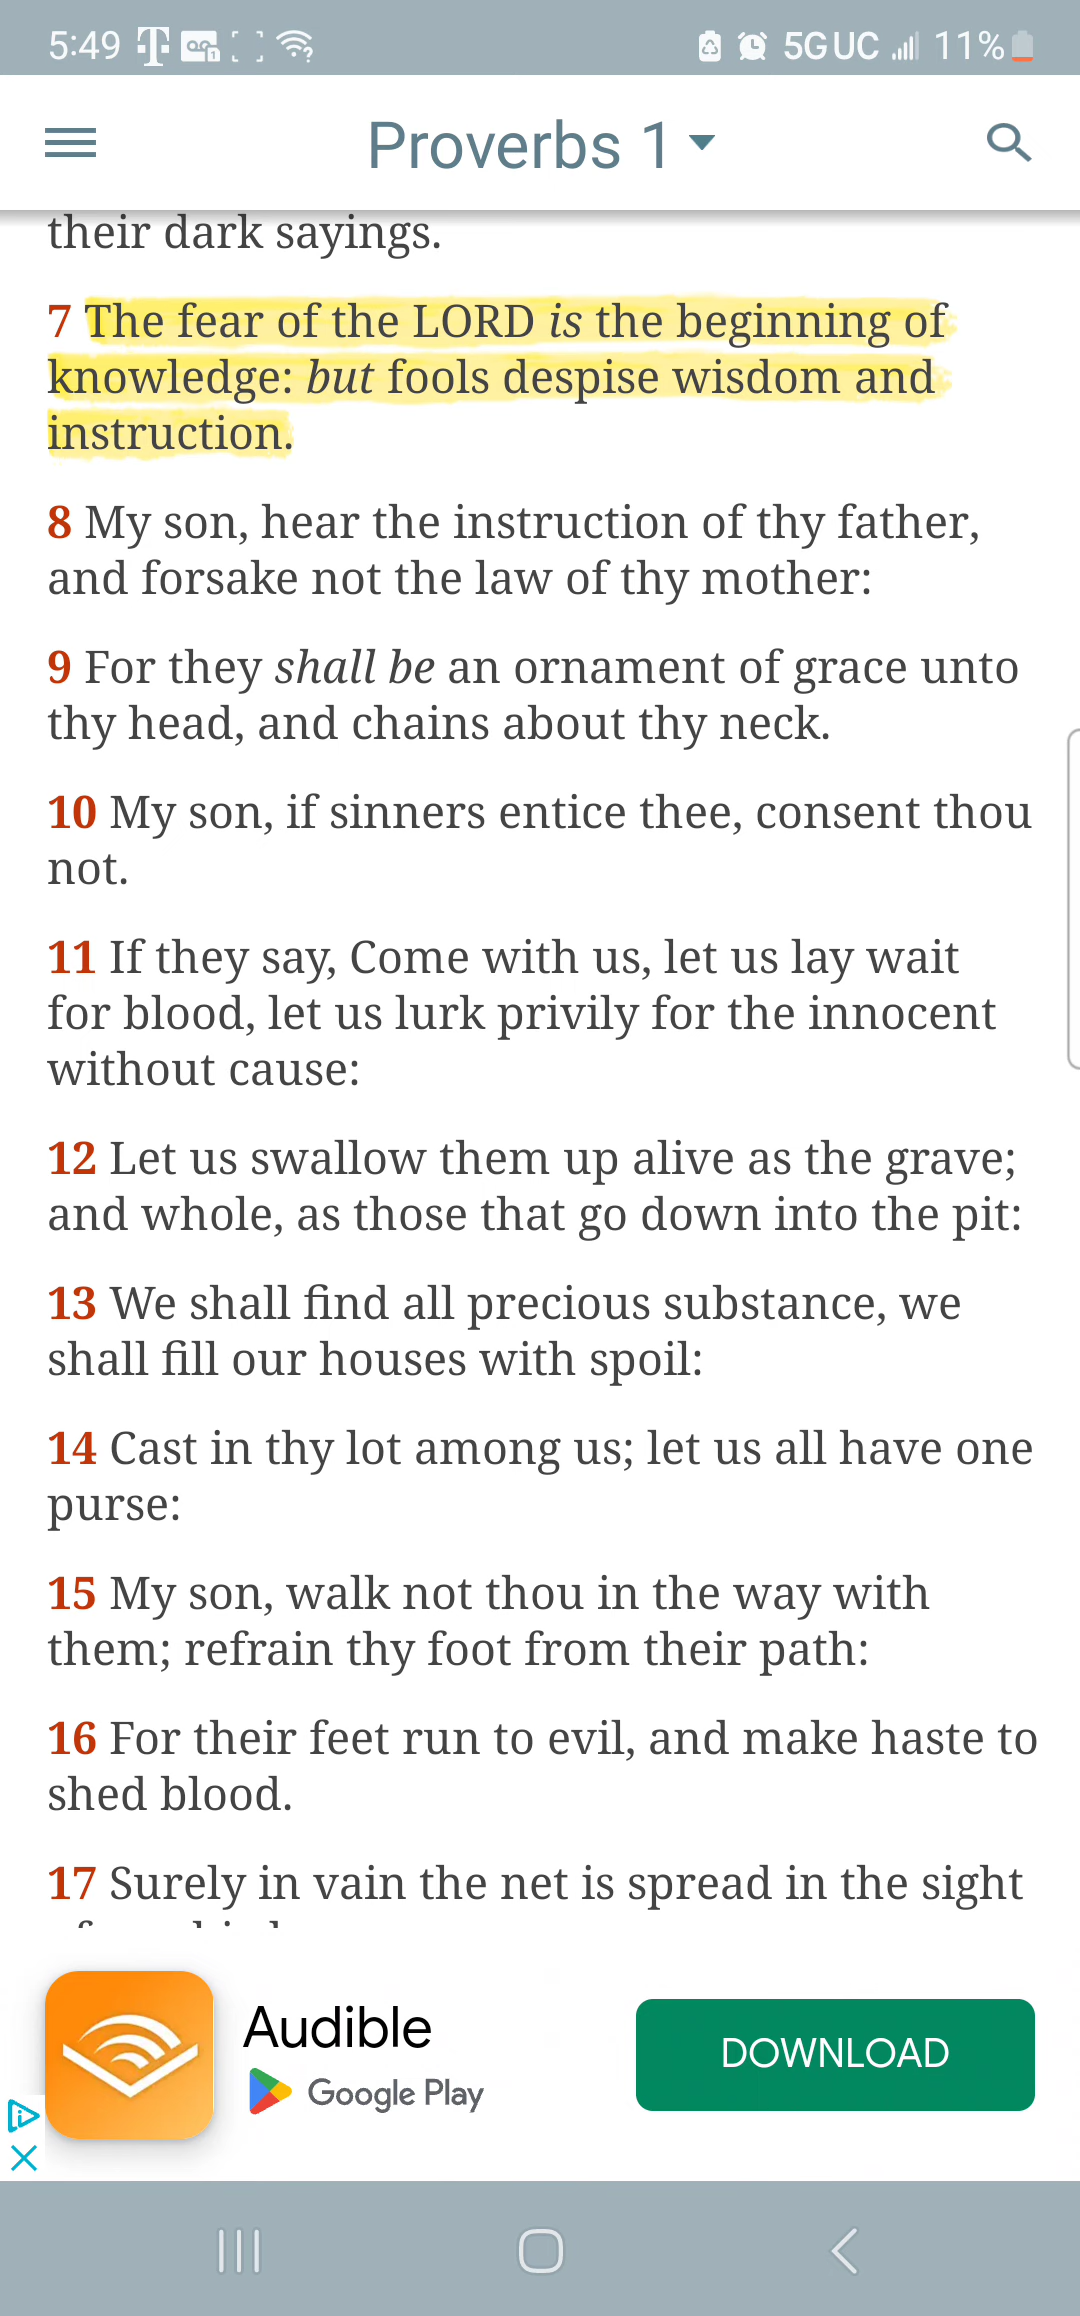 5:49 5G UC 11%
Proverbs 1
their dark sayings.
7 The fear of the LORD is the beginning of
knowledge: but fools despise wisdom and
instruction.
8 My son, hear the instruction of thy father,
and forsake not the law of thy mother:
9 For they shall be an ornament of grace unto
thy head, and chains about thy neck.
10 My son, if sinners entice thee, consent thou
not.
11 If they say, Come with us, let us lay wait
for blood, let us lurk privily for the innocent
without cause:
12 Let us swallow them up alive as the grave;
and whole, as those that go down into the pit:
13 We shall find all precious substance, we
shall fill our houses with spoil:
14 Cast in thy lot among us; let us all have one
purse:
15 My son, walk not thou in the way with
them; refrain thy foot from their path:
16 For their feet run to evil, and make haste to
shed blood.
17 Surely in vain the net is spread in the sight
Audible
Google Play
DOWNLOAD